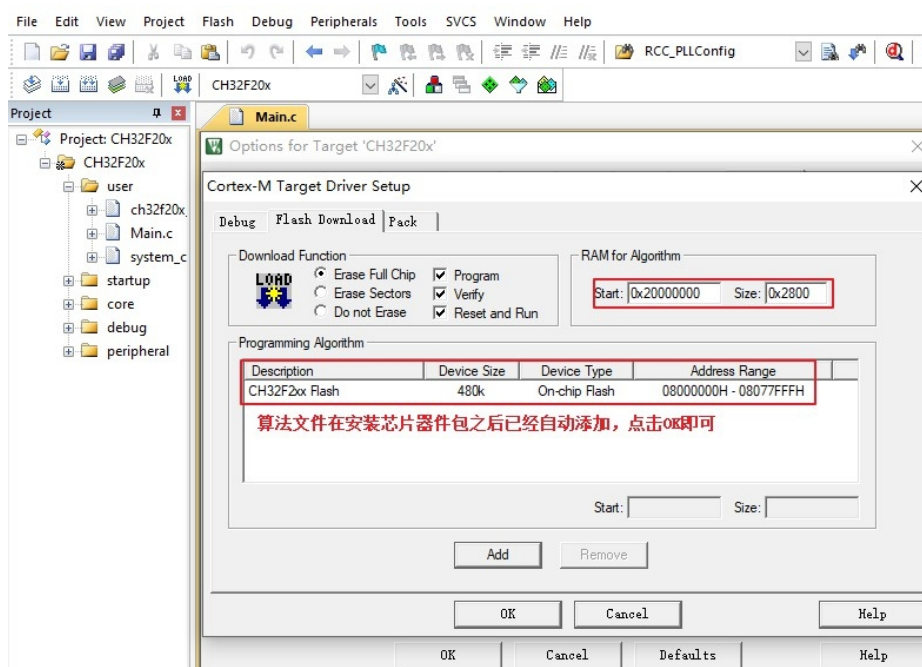 File Edit View Project Flash Debug Peripherals Tools SVCS Window Help
RCC_PLLConfig
LOAD
CH32F20x
Project
Main.c
Project: CH32F20x
CH32F20x
user
ch32f20x_
Main.c
system_c
startup
core
debug
peripheral
Options for Target 'CH32F20x'
Cortex-M Target Driver Setup
Debug Flash Download Pack
Download Function
LOAD
Erase Full Chip Program
Erase Sectors Verify
Do not Erase Reset and Run
RAM for Algorithm
Start: 0x20000000 Size: 0x2800
Programming Algorithm
Description Device Size Device Type Address Range
CH32F2xx Flash 480k On-chip Flash 08000000H - 08077FFFH
算法文件在安装芯片器件包之后已经自动添加，点击OK即可
Start: Size:
Add Remove
OK Cancel Help
OK Cancel Defaults Help